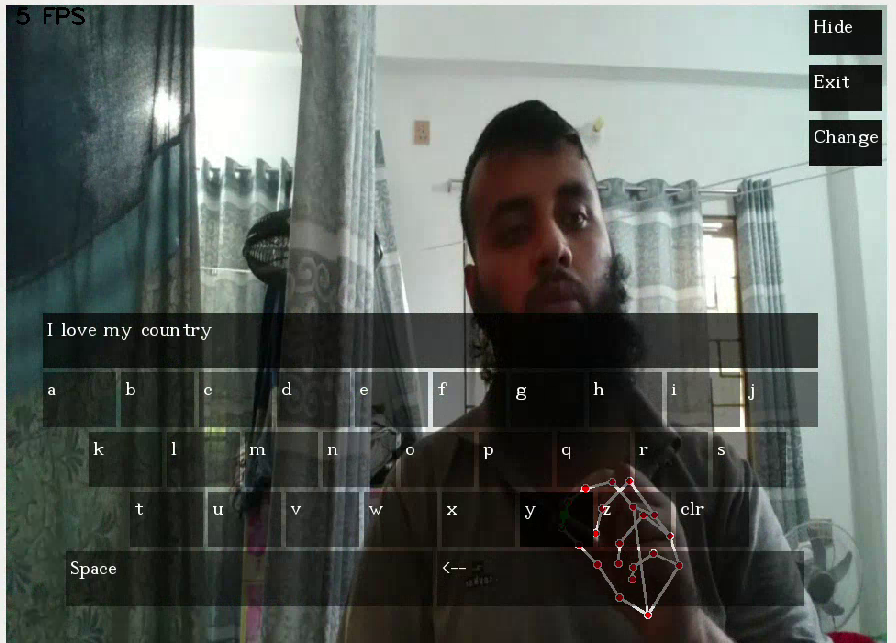 5 FPS
Hide
Exit
Change
I love my country
a b c d e f g h i j
k l m n o p q r s
t u v w x y z clr
Space <--